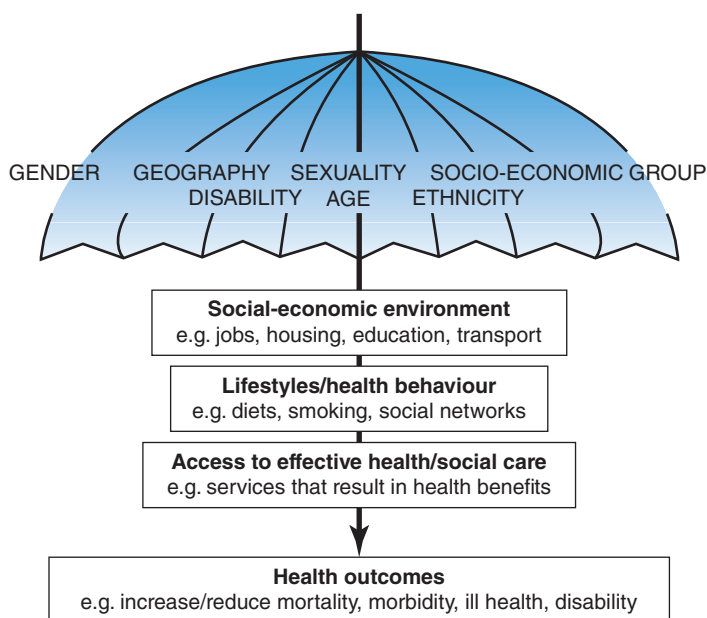 GENDER GEOGRAPHY SEXUALITY SOCIO-ECONOMIC GROUP
DISABILITY AGE ETHNICITY
Social-economic environment
e.g. jobs, housing, education, transport
Lifestyles/health behaviour
e.g. diets, smoking, social networks
Access to effective health/social care
e.g. services that result in health benefits
Health outcomes
e.g. increase/reduce mortality, morbidity, ill health, disability